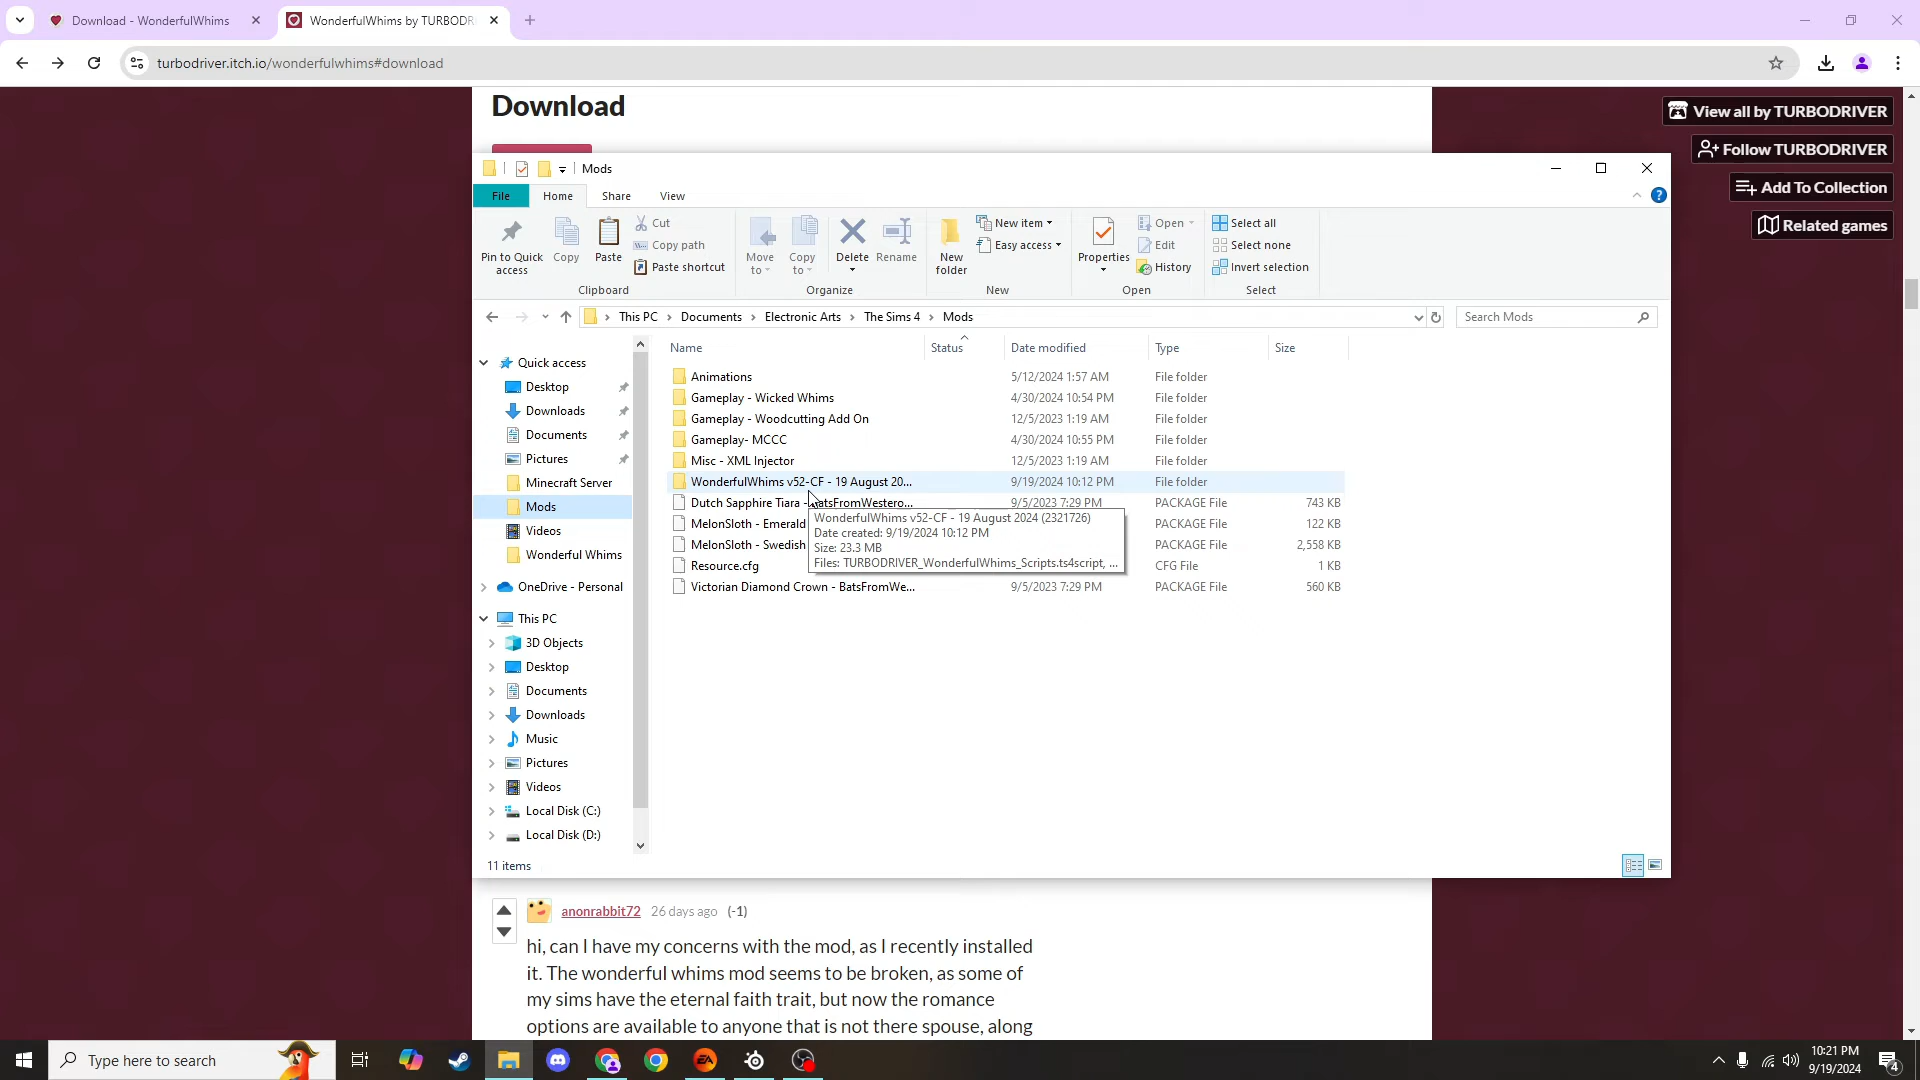 Download - WonderfulWhims
WonderfulWhims by TURBODR
turbodriver.itch.io/wonderfulwhims#download
Download
View all by TURBODRIVER
Follow TURBODRIVER
Add To Collection
Related games
Mods
File
Home
Share
View
Pin to Quick access
Copy
Paste
Cut
Copy path
Paste shortcut
Clipboard
Move to
Copy to
Delete
Rename
Organize
New folder
New item
Easy access
New
Properties
Open
Edit
History
Open
Select all
Select none
Invert selection
Select
This PC > Documents > Electronic Arts > The Sims 4 > Mods
Search Mods
Name Status Date modified Type Size
Quick access
Desktop
Downloads
Documents
Pictures
Minecraft Server
Mods
Videos
Wonderful Whims
OneDrive - Personal
This PC
3D Objects
Desktop
Documents
Downloads
Music
Pictures
Videos
Local Disk (C:)
Local Disk (D:)
Animations 5/12/2024 1:57 AM File folder
Gameplay - Wicked Whims 4/30/2024 10:54 PM File folder
Gameplay - Woodcutting Add On 12/5/2023 1:19 AM File folder
Gameplay- MCCC 4/30/2024 10:55 PM File folder
Misc - XML Injector 12/5/2023 1:19 AM File folder
WonderfulWhims v52-CF - 19 August 20... 9/19/2024 10:12 PM File folder
Dutch Sapphire Tiara - BatsFromWestero... 9/5/2023 7:29 PM PACKAGE File 743 KB
MelonSloth - Emerald PACKAGE File 122 KB
MelonSloth - Swedish PACKAGE File 2,558 KB
Resource.cfg CFG File 1 KB
Victorian Diamond Crown - BatsFromWe... 9/5/2023 7:29 PM PACKAGE File 560 KB
WonderfulWhims v52-CF - 19 August 2024 (2321726)
Date created: 9/19/2024 10:12 PM
Size: 23.3 MB
Files: TURBODRIVER_WonderfulWhims_Scripts.ts4script, ...
11 items
anonrabbit72 26 days ago (-1)
hi, can I have my concerns with the mod, as I recently installed
it. The wonderful whims mod seems to be broken, as some of
my sims have the eternal faith trait, but now the romance
options are available to anyone that is not there spouse, along
Type here to search
EA
10:21 PM
9/19/2024
4